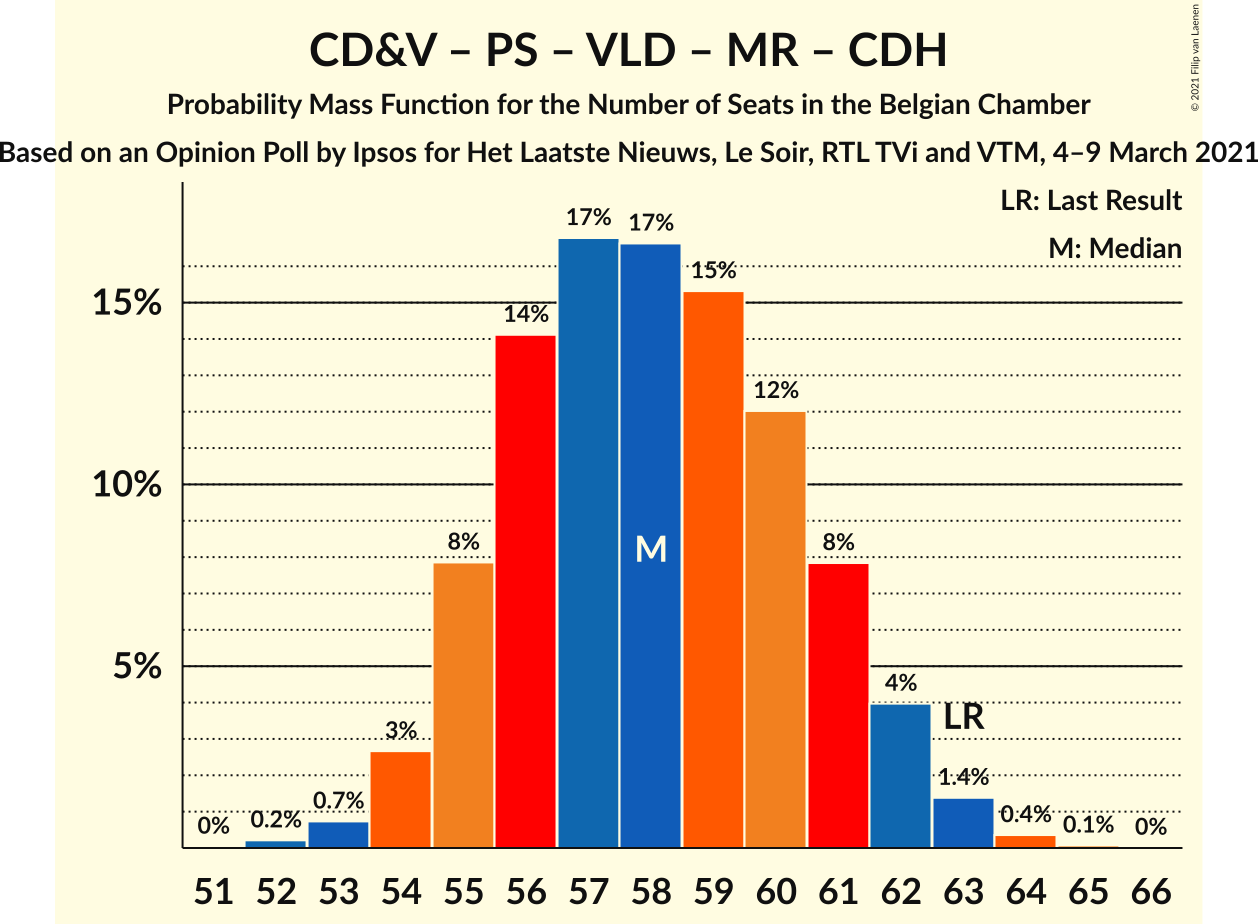 CD&V – PS – VLD – MR – CDH
Probability Mass Function for the Number of Seats in the Belgian Chamber
Based on an Opinion Poll by Ipsos for Het Laatste Nieuws, Le Soir, RTL TVi and VTM, 4–9 March 2021
© 2021 Filip van Laenen
LR: Last Result
M: Median
17%
17%
15%
15%
14%
12%
10%
8%
M
8%
5%
4%
LR
3%
1.4%
0.7%
0.4%
0.2%
0.1%
0%
0%
51 52 53 54 55 56 57 58 59 60 61 62 63 64 65 66